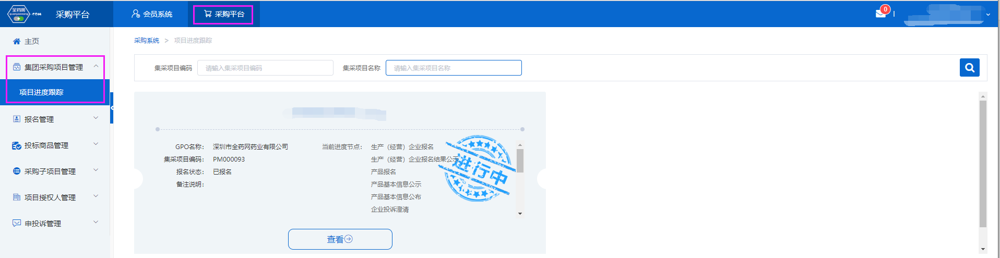 全药网
quanyaowang .com
采购平台
会员系统
采购平台
0
主页
集团采购项目管理
项目进度跟踪
报名管理
投标商品管理
采购子项目管理
项目授权人管理
申投诉管理
采购系统 > 项目进度跟踪
集采项目编码 请输入集采项目编码 集采项目名称 请输入集采项目名称
GPO名称： 深圳市全药网药业有限公司
集采项目编码： PM000093
报名状态： 已报名
备注说明：
当前进度节点： 生产（经营）企业报名
生产（经营）企业报名结果公示
产品报名
产品基本信息公示
产品基本信息公布
企业投诉澄清
进行中
查看